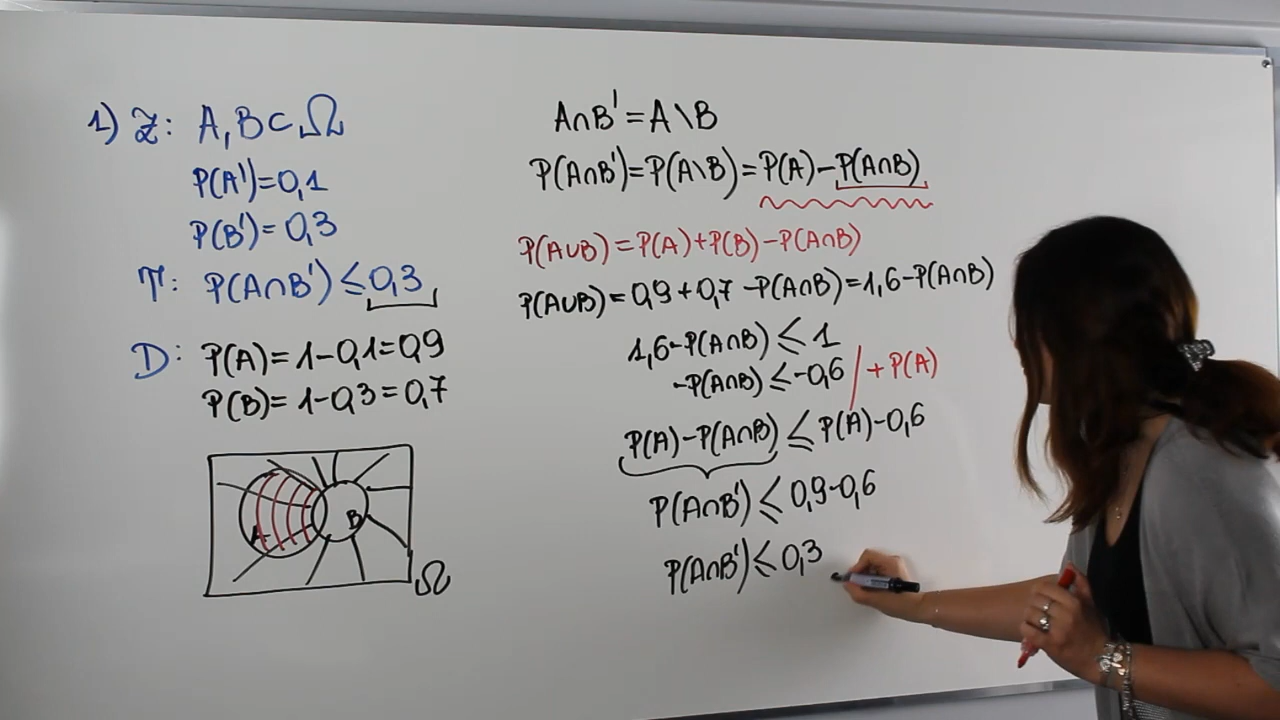 1) Z: A, B ⊂ Ω
P(A')=0,1
P(B')=0,3
T: P(A∩B') ≤ 0,3
D: P(A)= 1-0,1=0,9
P(B)= 1-0,3=0,7
A B
Ω
A∩B' = A\B
P(A∩B')=P(A\B)=P(A)-P(A∩B)
P(A∪B)=P(A)+P(B)-P(A∩B)
P(A∪B)=0,9+0,7-P(A∩B)=1,6-P(A∩B)
1,6-P(A∩B) ≤ 1
-P(A∩B) ≤ -0,6 / +P(A)
P(A)-P(A∩B) ≤ P(A)-0,6
P(A∩B') ≤ 0,9-0,6
P(A∩B') ≤ 0,3